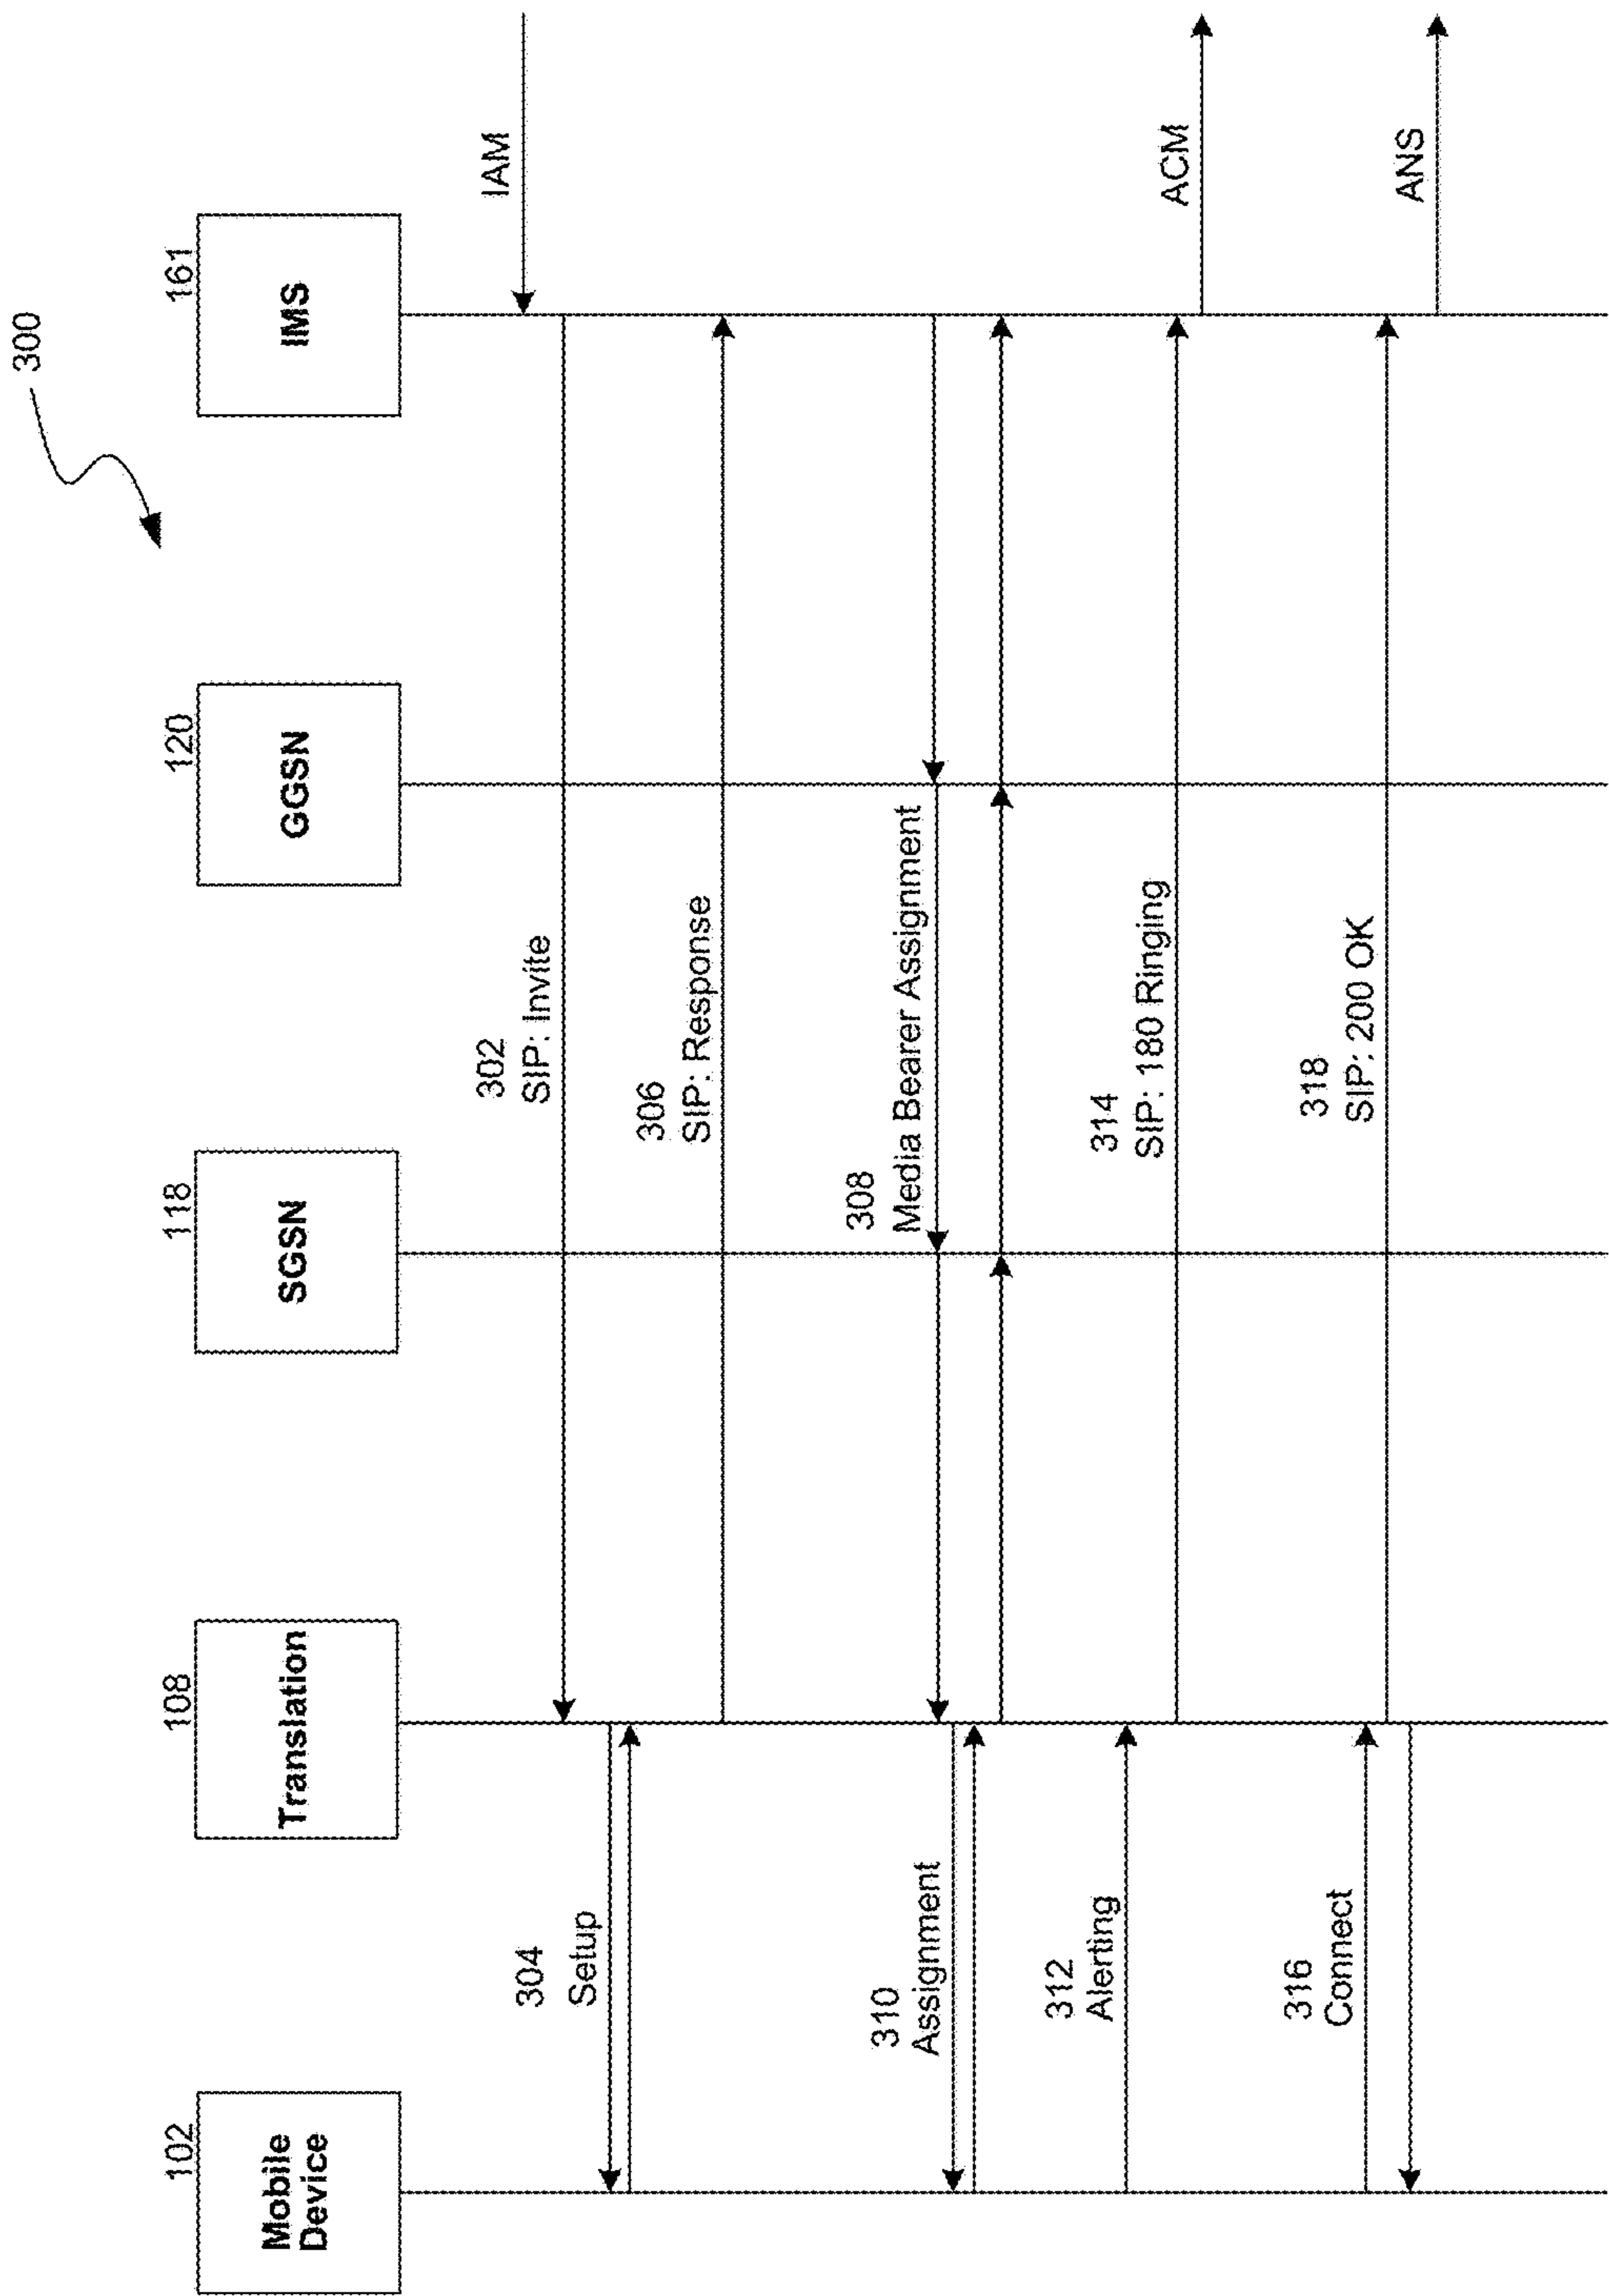 300
102
Mobile
Device
108
Translation
118
SGSN
120
GGSN
161
IMS
IAM
302
SIP: Invite
304
Setup
306
SIP: Response
308
Media Bearer Assignment
310
Assignment
312
Alerting
314
SIP: 180 Ringing
ACM
316
Connect
318
SIP: 200 OK
ANS